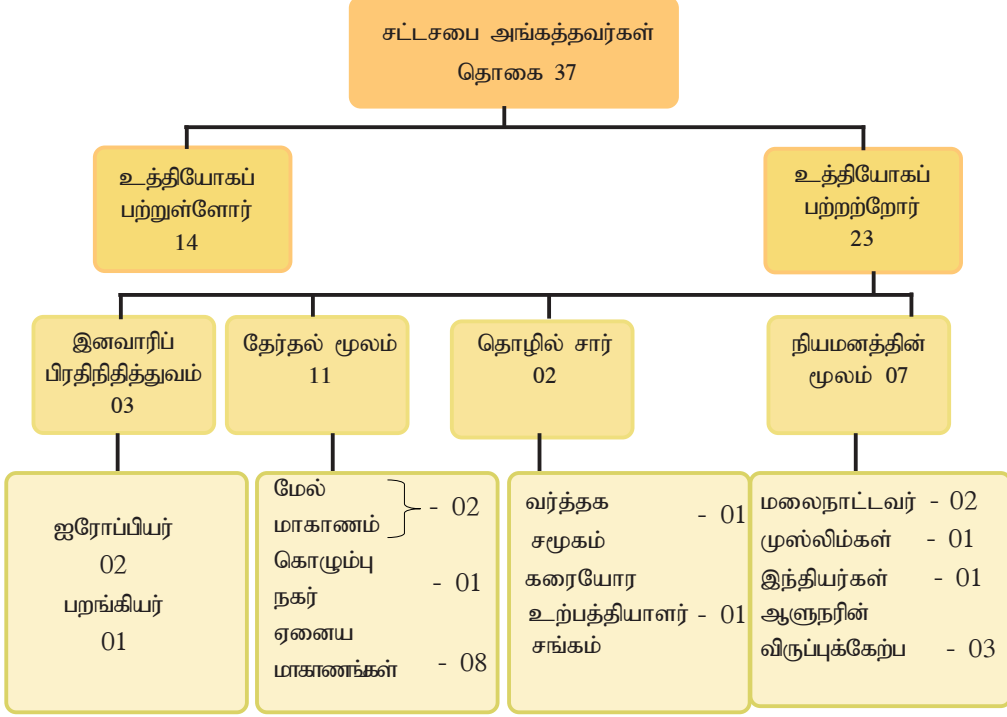 சட்டசபை அங்கத்தவர்கள்
தொகை 37
உத்தியோகப்
பற்றுள்ளோர்
14
உத்தியோகப்
பற்றற்றோர்
23
இனவாரிப்
பிரதிநிதித்துவம்
03
தேர்தல் மூலம்
11
தொழில் சார்
02
நியமனத்தின்
மூலம் 07
ஐரோப்பியர்
02
பறங்கியர்
01
மேல்
மாகாணம் - 02
கொழும்பு
நகர் - 01
ஏனைய
மாகாணங்கள் - 08
வர்த்தக
சமூகம் - 01
கரையோர
உற்பத்தியாளர் - 01
சங்கம்
மலைநாட்டவர் - 02
முஸ்லிம்கள் - 01
இந்தியர்கள் - 01
ஆளுநரின்
விருப்புக்கேற்ப - 03